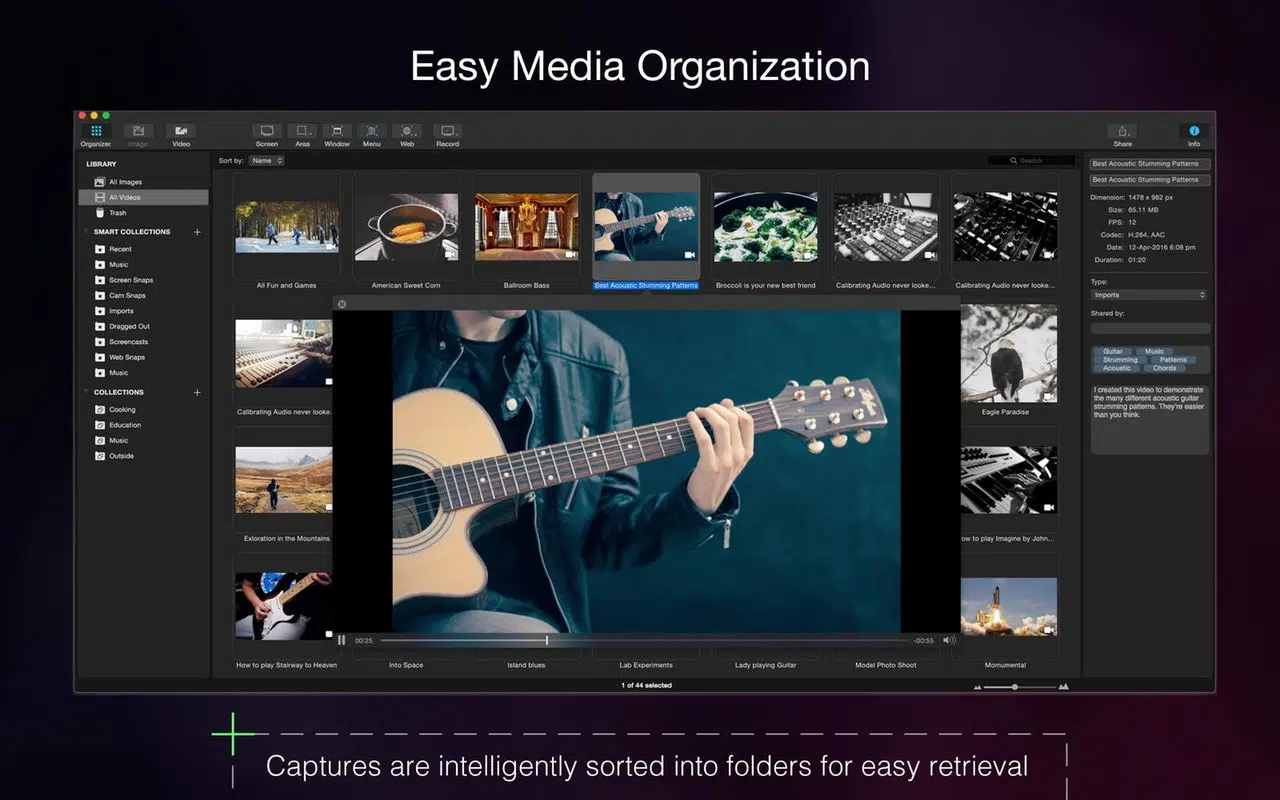 Easy Media Organization
Organizer Image Video Screen Area Window Menu Web Record Share Info
LIBRARY
All Images
All Videos
Trash
SMART COLLECTIONS +
Recent
Music
Screen Snaps
Cam Snaps
Imports
Dragged Out
Screencasts
Web Snaps
Music
COLLECTIONS +
Cooking
Education
Music
Outside
Sort by: Name
Search
All Fun and Games
American Sweet Corn
Ballroom Bass
Best Acoustic Stumming Patterns
Broccoli is your new best friend
Calibrating Audio never looke...
Calibrating Audio never looke...
Calibrating Audio never looke.
Eagle Paradise
Exloration in the Mountains
ow to play Imagine by John...
00:25
-00:55
How to play Stairway to Heaven
Into Space
Island blues
Lab Experiments
Lady playing Guitar
Model Photo Shoot
Momumental
1 of 44 selected
Best Acoustic Stumming Patterns
Best Acoustic Stumming Patterns
Dimension: 1478 x 982 px
Size: 65.11 MB
FPS: 12
Codec: H.264, AAC
Date: 12-Apr-2016 6:08 pm
Duration: 01:20
Type:
Imports
Shared by:
Guitar Music
Strumming Patterns
Acoustic Chords
I created this video to demonstrate
the many different acoustic guitar
strumming patterns. They're easier
than you think.
Captures are intelligently sorted into folders for easy retrieval